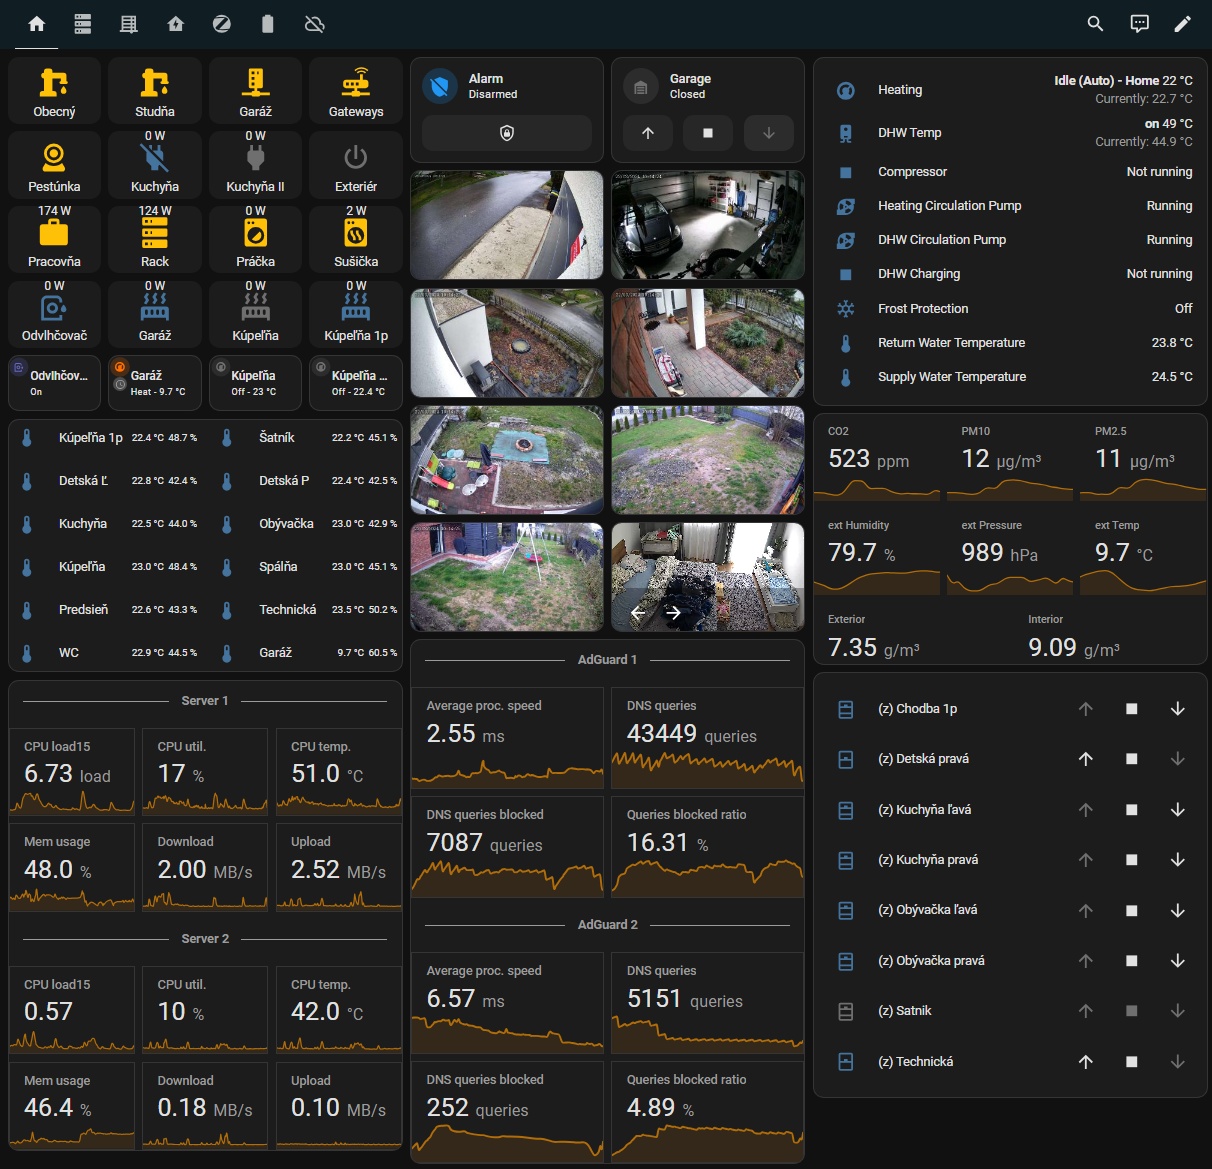 Obecný
Studňa
Garáž
Gateways
Pestúnka
0 W
Kuchyňa
0 W
Kuchyňa II
Exteriér
174 W
Pracovňa
124 W
Rack
0 W
Práčka
2 W
Sušička
0 W
Odvlhčovač
0 W
Garáž
0 W
Kúpeľňa
0 W
Kúpeľňa 1p
Odvlhčov...
On
Garáž
Heat - 9.7 °C
Kúpeľňa
Off - 23 °C
Kúpeľňa ...
Off - 22.4 °C
Kúpeľňa 1p 22.4 °C 48.7 %
Šatník 22.2 °C 45.1 %
Detská Ľ 22.8 °C 42.4 %
Detská P 22.4 °C 42.5 %
Kuchyňa 22.5 °C 44.0 %
Obývačka 23.0 °C 42.9 %
Kúpeľňa 23.0 °C 48.4 %
Spálňa 23.0 °C 45.1 %
Predsieň 22.6 °C 43.3 %
Technická 23.5 °C 50.2 %
WC 22.9 °C 44.5 %
Garáž 9.7 °C 60.5 %
Server 1
CPU load15
6.73 load
CPU util.
17 %
CPU temp.
51.0 °C
Mem usage
48.0 %
Download
2.00 MB/s
Upload
2.52 MB/s
Server 2
CPU load15
0.57
CPU util.
10 %
CPU temp.
42.0 °C
Mem usage
46.4 %
Download
0.18 MB/s
Upload
0.10 MB/s
Alarm
Disarmed
Garage
Closed
AdGuard 1
Average proc. speed
2.55 ms
DNS queries
43449 queries
DNS queries blocked
7087 queries
Queries blocked ratio
16.31 %
AdGuard 2
Average proc. speed
6.57 ms
DNS queries
5151 queries
DNS queries blocked
252 queries
Queries blocked ratio
4.89 %
Heating
Idle (Auto) - Home 22 °C
Currently: 22.7 °C
DHW Temp
on 49 °C
Currently: 44.9 °C
Compressor Not running
Heating Circulation Pump Running
DHW Circulation Pump Running
DHW Charging Not running
Frost Protection Off
Return Water Temperature 23.8 °C
Supply Water Temperature 24.5 °C
CO2
523 ppm
PM10
12 µg/m³
PM2.5
11 µg/m³
ext Humidity
79.7 %
ext Pressure
989 hPa
ext Temp
9.7 °C
Exterior
7.35 g/m³
Interior
9.09 g/m³
(z) Chodba 1p
(z) Detská pravá
(z) Kuchyňa ľavá
(z) Kuchyňa pravá
(z) Obývačka ľavá
(z) Obývačka pravá
(z) Satnik
(z) Technická